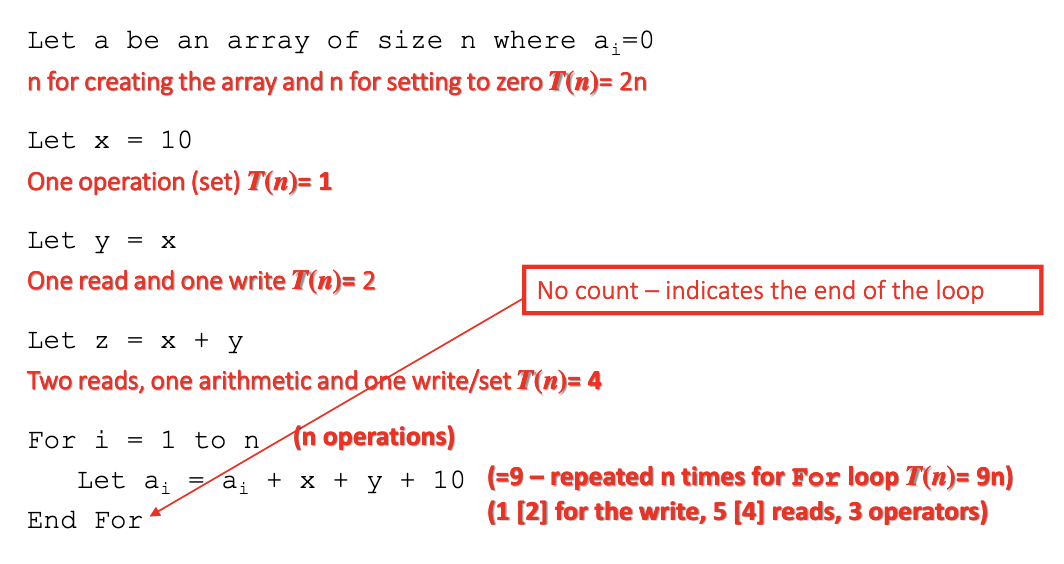 Let a be an array of size n where aᵢ=0
n for creating the array and n for setting to zero T(n)= 2n
Let x = 10
One operation (set) T(n)= 1
Let y = x
One read and one write T(n)= 2
No count – indicates the end of the loop
Let z = x + y
Two reads, one arithmetic and one write/set T(n)= 4
For i = 1 to n (n operations)
Let aᵢ = aᵢ + x + y + 10 (=9 – repeated n times for For loop T(n)= 9n)
(1 [2] for the write, 5 [4] reads, 3 operators)
End For